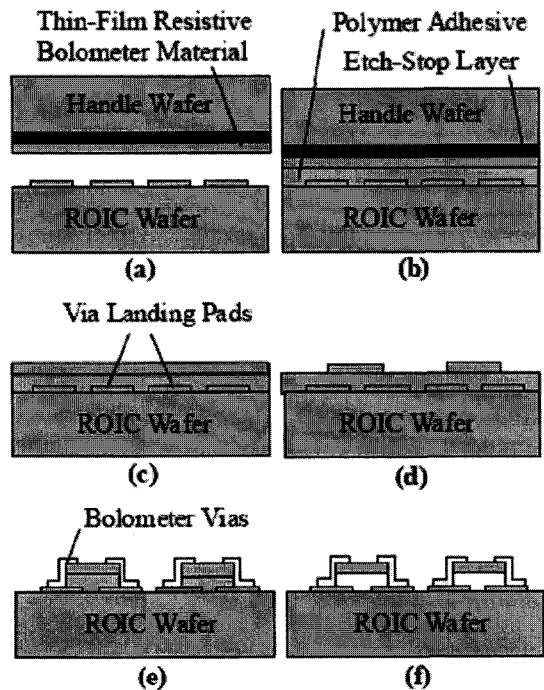 Thin-Film Resistive
Bolometer Material
Polymer Adhesive
Etch-Stop Layer
Handle Wafer
Handle Wafer
ROIC Wafer
ROIC Wafer
(a)
(b)
Via Landing Pads
ROIC Wafer
ROIC Wafer
(c)
(d)
Bolometer Vias
ROIC Wafer
ROIC Wafer
(e)
(f)